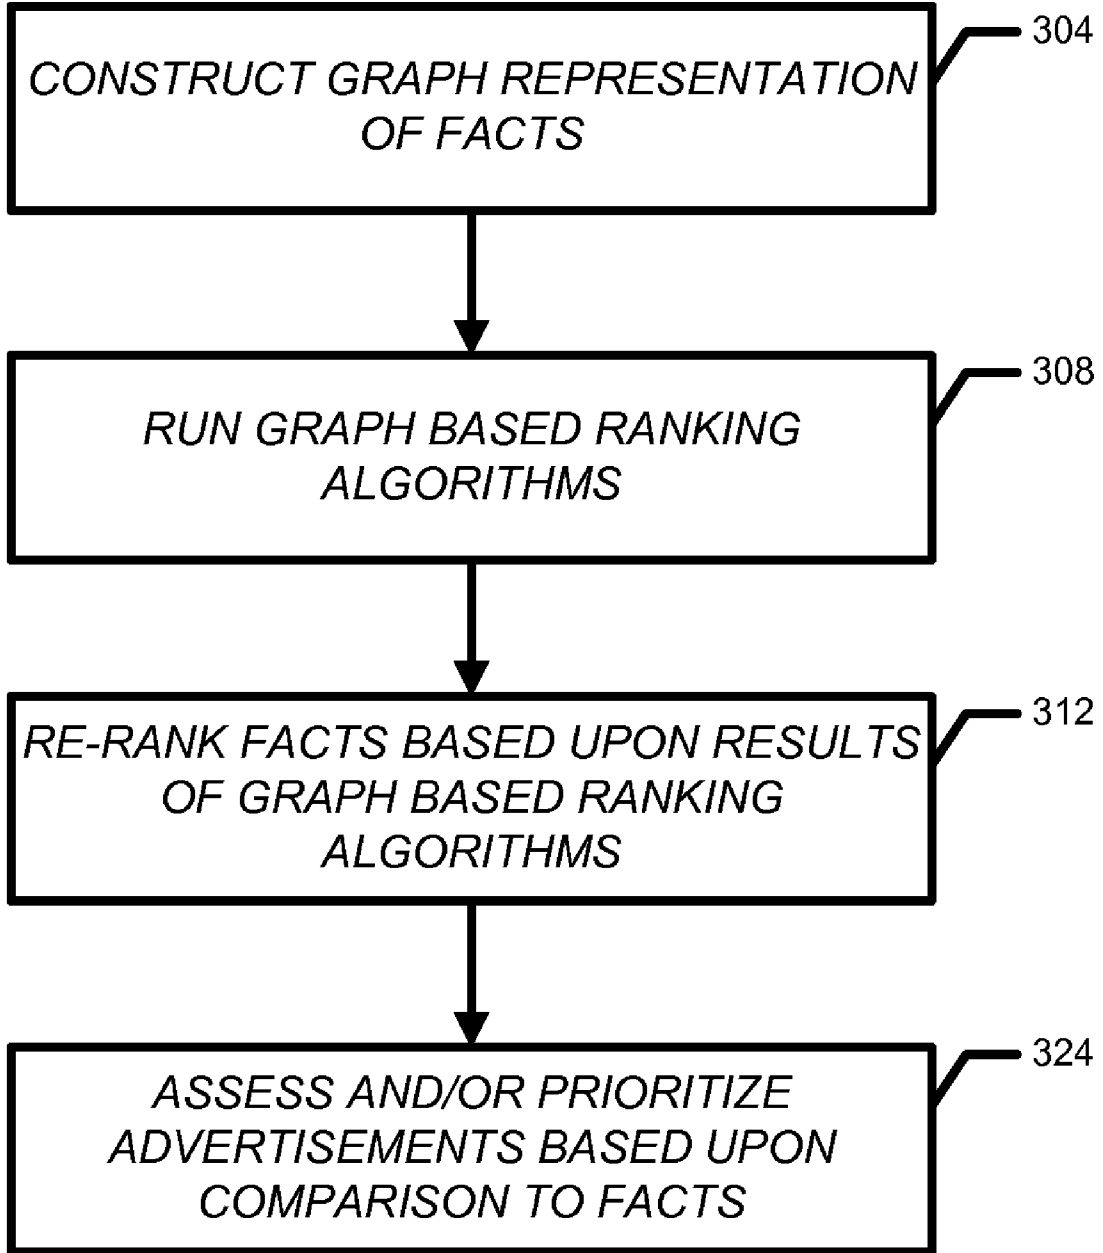 304
CONSTRUCT GRAPH REPRESENTATION
OF FACTS
308
RUN GRAPH BASED RANKING
ALGORITHMS
312
RE-RANK FACTS BASED UPON RESULTS
OF GRAPH BASED RANKING
ALGORITHMS
324
ASSESS AND/OR PRIORITIZE
ADVERTISEMENTS BASED UPON
COMPARISON TO FACTS